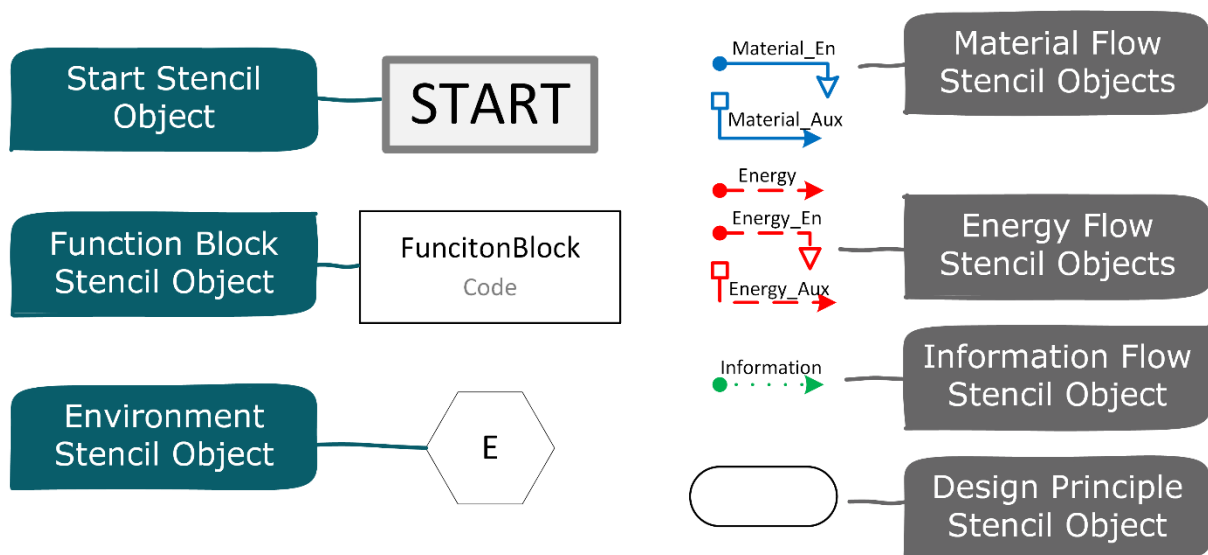 Start Stencil
Object
START
Function Block
Stencil Object
FuncitonBlock
Code
Environment
Stencil Object
E
Material_En
Material_Aux
Material Flow
Stencil Objects
Energy
Energy_En
Energy_Aux
Energy Flow
Stencil Objects
Information
Information Flow
Stencil Object
Design Principle
Stencil Object